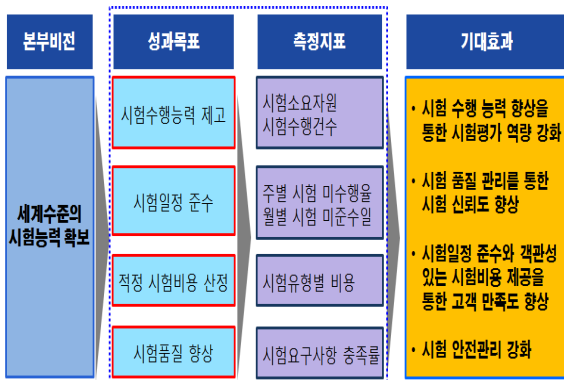 본부비전
성과목표
측정지표
기대효과
세계수준의
시험능력 확보
시험수행능력 제고
시험일정 준수
적정 시험비용 산정
시험품질 향상
시험소요자원
시험수행건수
주별 시험 미수행율
월별 시험 미준수일
시험유형별 비용
시험요구사항 충족률
• 시험 수행 능력 향상을
통한 시험평가 역량 강화
• 시험 품질 관리를 통한
시험 신뢰도 향상
• 시험일정 준수와 객관성
있는 시험비용 제공을
통한 고객 만족도 향상
• 시험 안전관리 강화